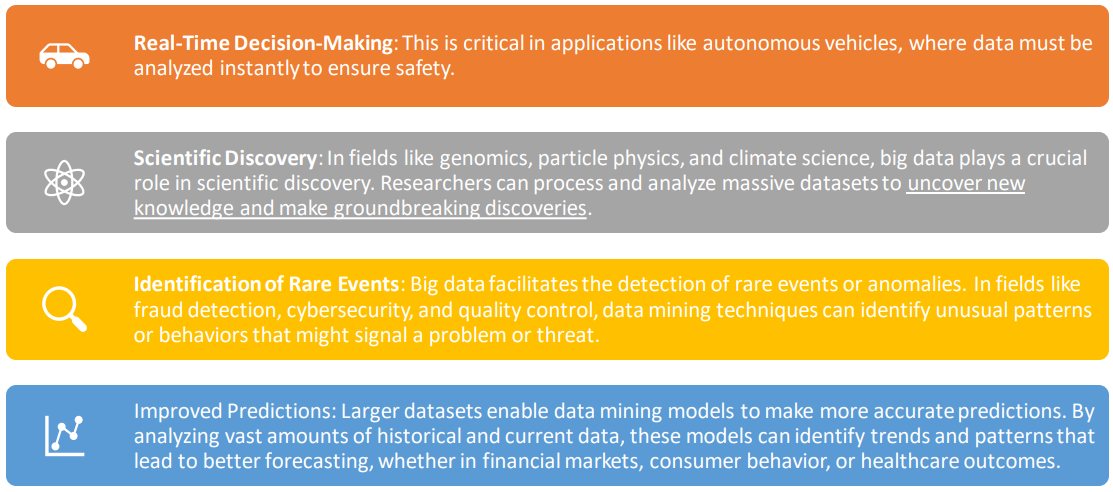 Real-Time Decision-Making: This is critical in applications like autonomous vehicles, where data must be
analyzed instantly to ensure safety.
Scientific Discovery: In fields like genomics, particle physics, and climate science, big data plays a crucial
role in scientific discovery. Researchers can process and analyze massive datasets to uncover new
knowledge and make groundbreaking discoveries.
Identification of Rare Events: Big data facilitates the detection of rare events or anomalies. In fields like
fraud detection, cybersecurity, and quality control, data mining techniques can identify unusual patterns
or behaviors that might signal a problem or threat.
Improved Predictions: Larger datasets enable data mining models to make more accurate predictions. By
analyzing vast amounts of historical and current data, these models can identify trends and patterns that
lead to better forecasting, whether in financial markets, consumer behavior, or healthcare outcomes.